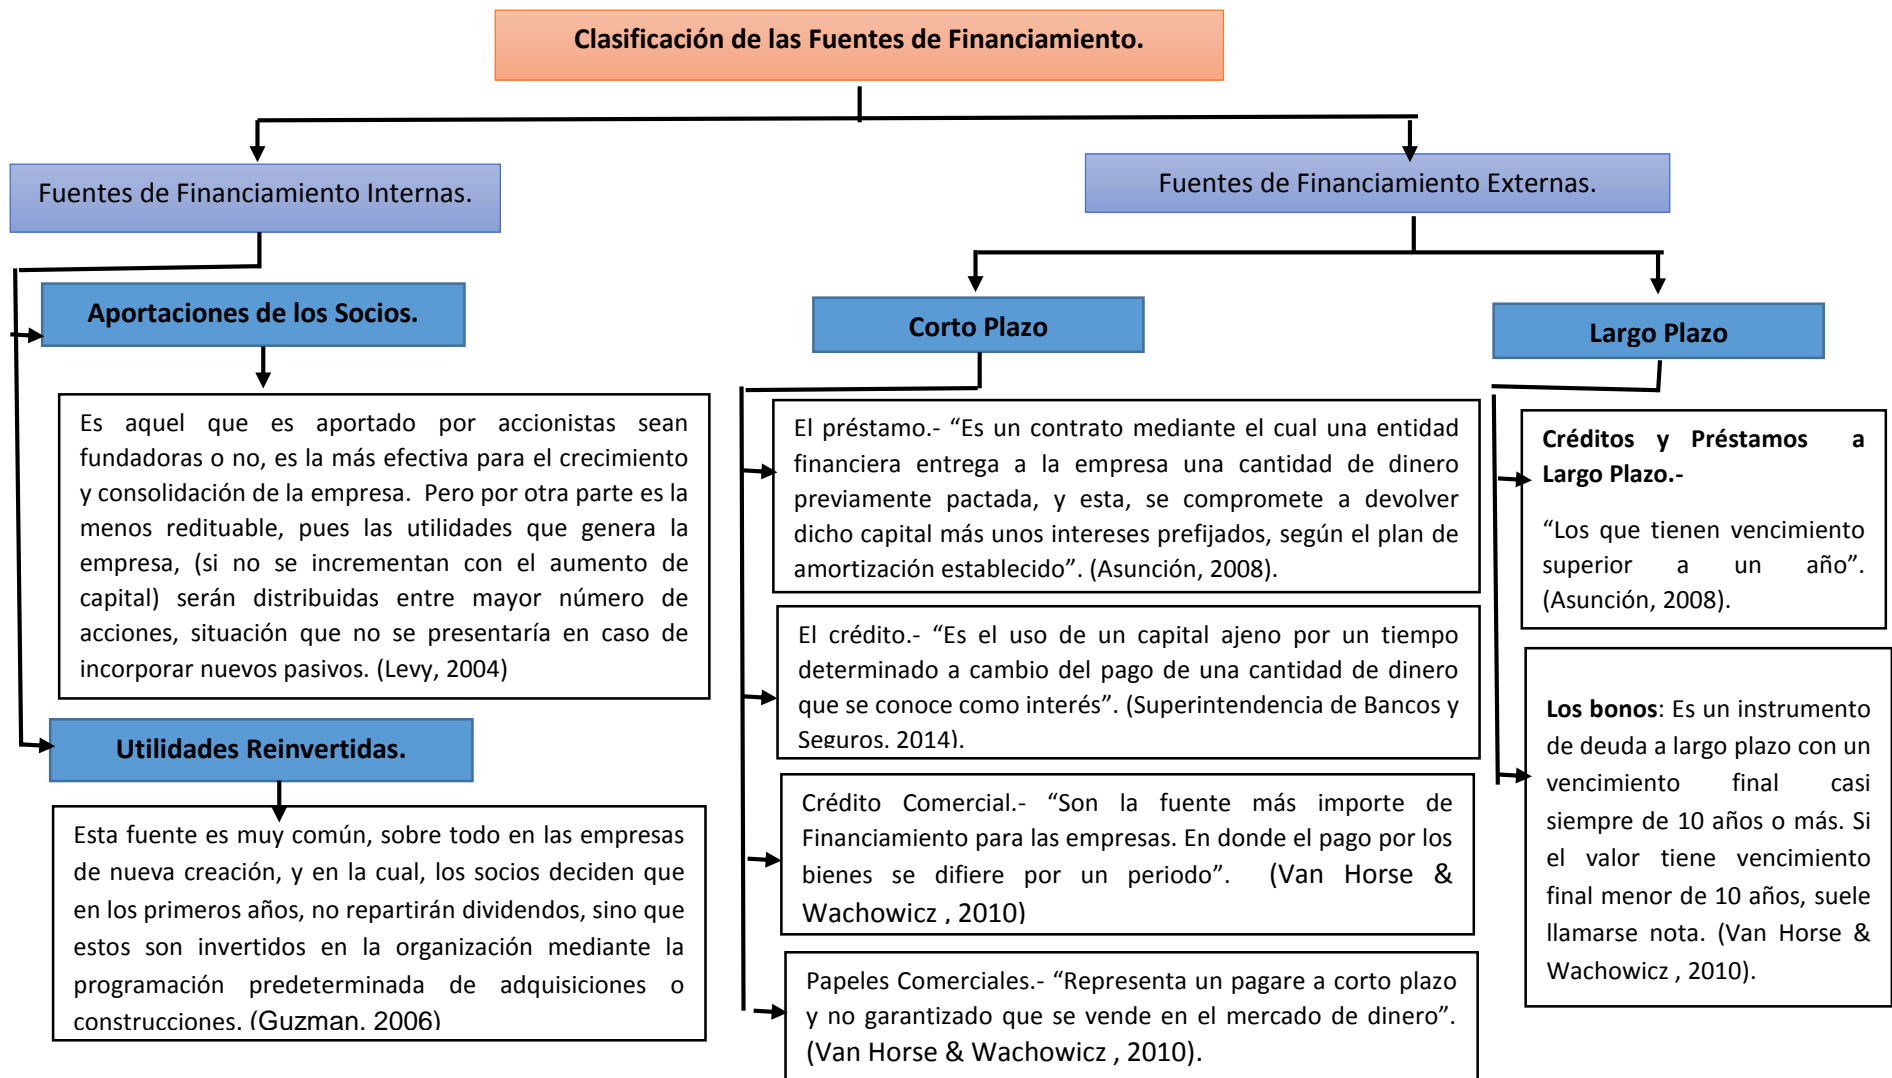 Clasificación de las Fuentes de Financiamiento.
Fuentes de Financiamiento Internas.
Aportaciones de los Socios.
Es aquel que es aportado por accionistas sean
fundadoras o no, es la más efectiva para el crecimiento
y consolidación de la empresa. Pero por otra parte es la
menos redituable, pues las utilidades que genera la
empresa, (si no se incrementan con el aumento de
capital) serán distribuidas entre mayor número de
acciones, situación que no se presentaría en caso de
incorporar nuevos pasivos. (Levy, 2004)
Utilidades Reinvertidas.
Esta fuente es muy común, sobre todo en las empresas
de nueva creación, y en la cual, los socios deciden que
en los primeros años, no repartirán dividendos, sino que
estos son invertidos en la organización mediante la
programación predeterminada de adquisiciones o
construcciones. (Guzman. 2006)
Fuentes de Financiamiento Externas.
Corto Plazo
El préstamo.- “Es un contrato mediante el cual una entidad
financiera entrega a la empresa una cantidad de dinero
previamente pactada, y esta, se compromete a devolver
dicho capital más unos intereses prefijados, según el plan de
amortización establecido”. (Asunción, 2008).
El crédito.- “Es el uso de un capital ajeno por un tiempo
determinado a cambio del pago de una cantidad de dinero
que se conoce como interés”. (Superintendencia de Bancos y
Seguros. 2014).
Crédito Comercial.- “Son la fuente más importe de
Financiamiento para las empresas. En donde el pago por los
bienes se difiere por un periodo”. (Van Horse &
Wachowicz , 2010)
Papeles Comerciales.- “Representa un pagare a corto plazo
y no garantizado que se vende en el mercado de dinero”.
(Van Horse & Wachowicz , 2010).
Largo Plazo
Créditos y Préstamos a
Largo Plazo.-
“Los que tienen vencimiento
superior a un año”.
(Asunción, 2008).
Los bonos: Es un instrumento
de deuda a largo plazo con un
vencimiento final casi
siempre de 10 años o más. Si
el valor tiene vencimiento
final menor de 10 años, suele
llamarse nota. (Van Horse &
Wachowicz , 2010).